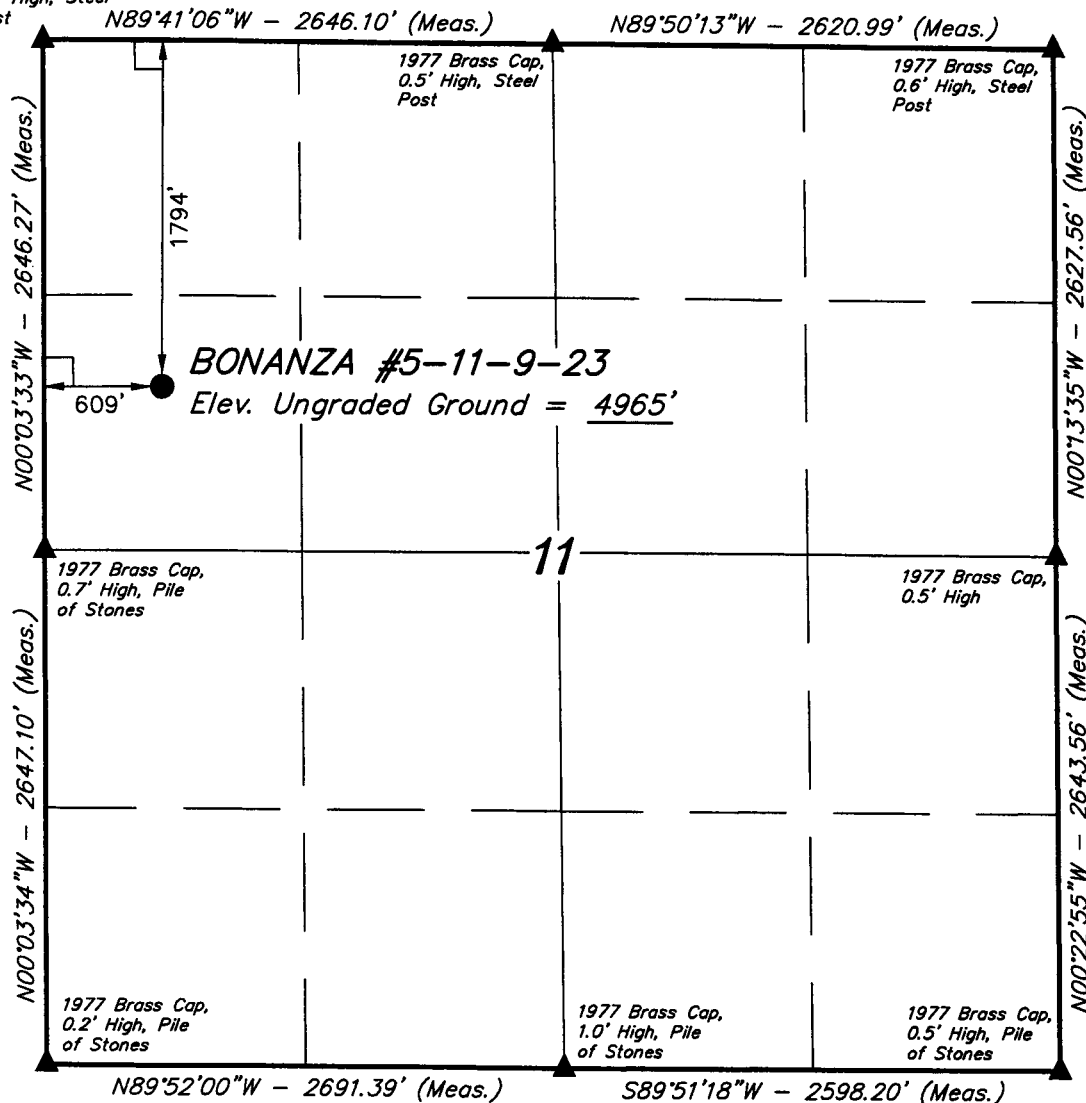 High, Steel
st
N89°41'06"W - 2646.10' (Meas.)
N89°50'13"W - 2620.99' (Meas.)
1977 Brass Cap,
0.5' High, Steel
Post
1977 Brass Cap,
0.6' High, Steel
Post
N00°03'33"W - 2646.27' (Meas.)
1794'
N00°13'35"W - 2627.56' (Meas.)
BONANZA #5-11-9-23
609'
Elev. Ungraded Ground = 4965'
11
1977 Brass Cap,
0.7' High, Pile
of Stones
1977 Brass Cap,
0.5' High
N00°03'34"W - 2647.10' (Meas.)
N00°22'55"W - 2643.56' (Meas.)
1977 Brass Cap,
0.2' High, Pile
of Stones
1977 Brass Cap,
1.0' High, Pile
of Stones
1977 Brass Cap,
0.5' High, Pile
of Stones
N89°52'00"W - 2691.39' (Meas.)
S89°51'18"W - 2598.20' (Meas.)